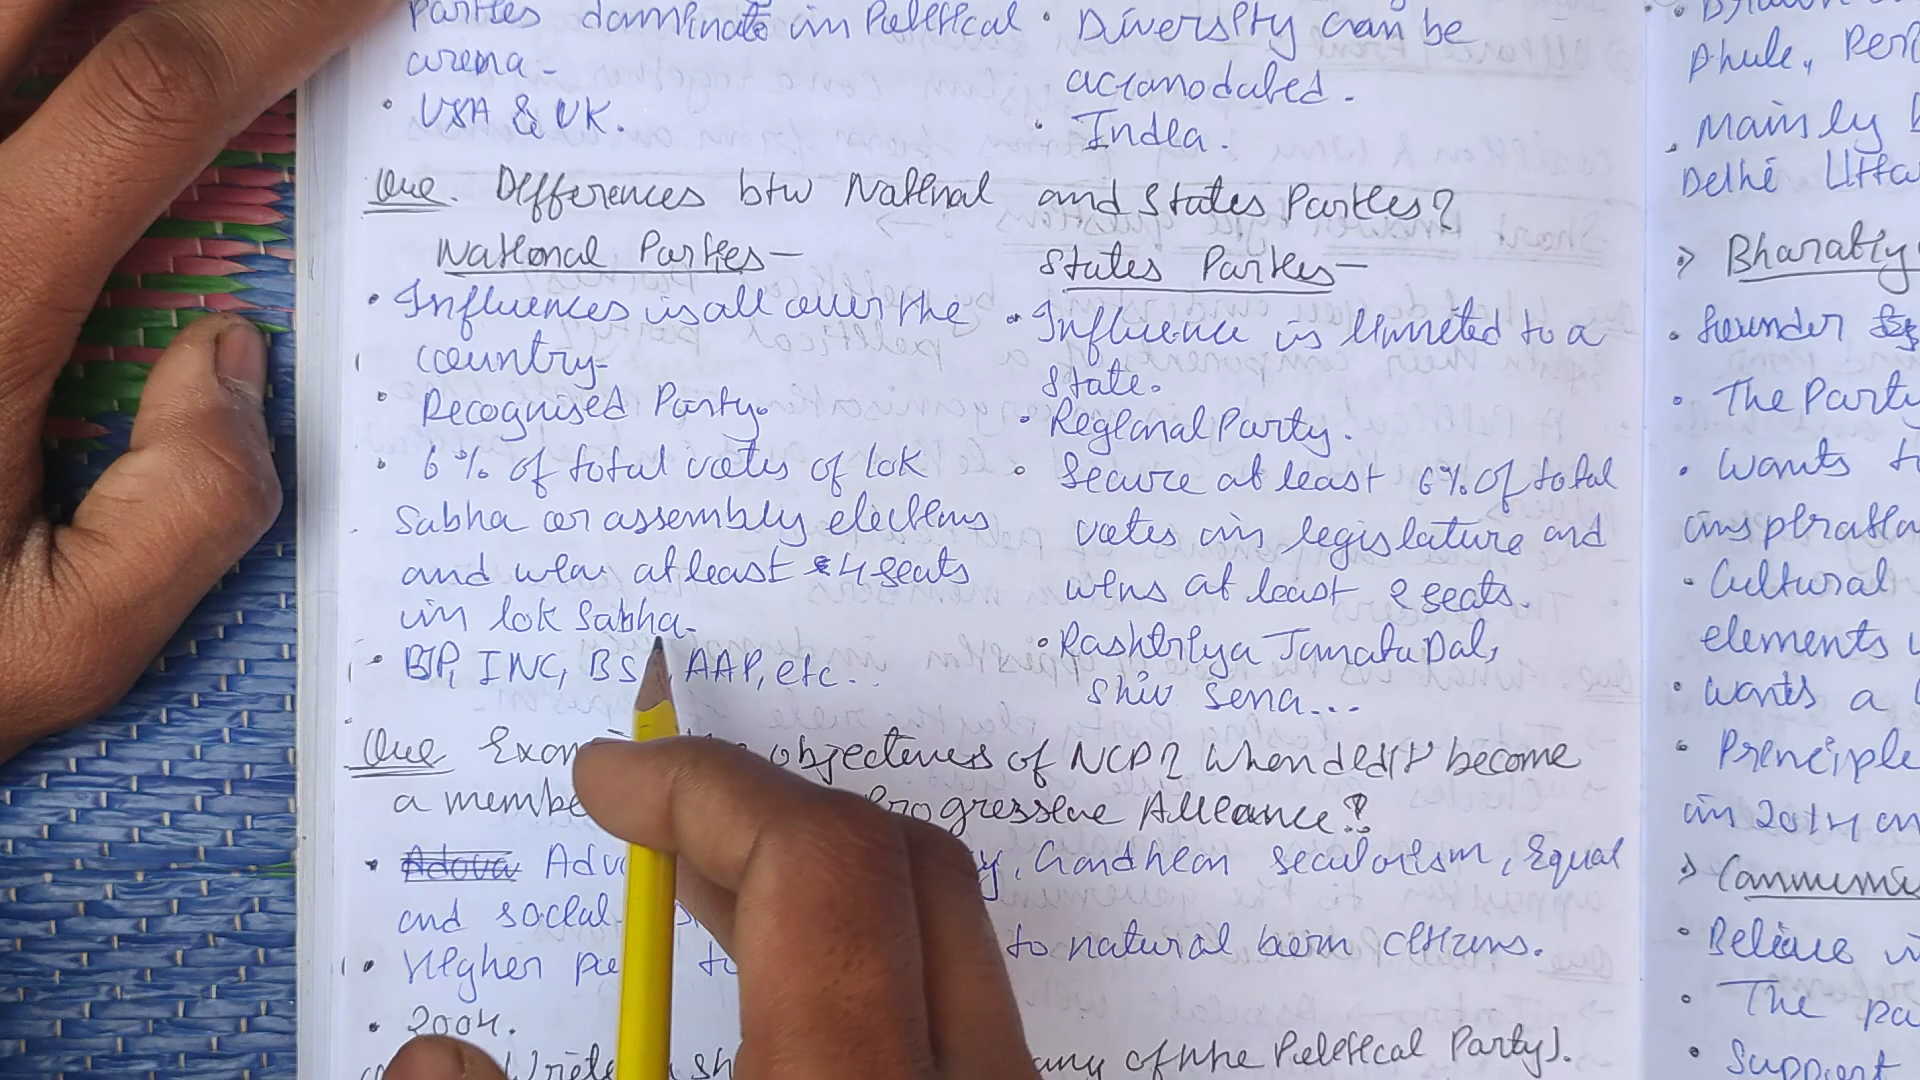 Parties daminate in Political
arena -
• USA & UK.
• Diversity can be
accamodated.
• India.
Que. Differences btw National and States Parties?
National Parties -
• Influences is all over the
country-
• Recognised Party.
• 6% of total votes of lok
Sabha or assembly elections
and win at least 4 seats
in lok Sabha-
• BJP, INC, BS , AAP, etc..
States Parties -
• Influence is limited to a
State.
• Regional Party.
• Secure at least 6% of total
votes in legislature and
wins at least 2 seats.
• Rashtriya Janata Dal,
Shiv Sena...
Que objectives of NCP? When did it become
a Progressive Alliance?
• Gandhian secularism, Equal
and social
• Higher to natural born citizens.
• 2004.
Write any of the Political Party).
Phule, Peri
• Mainly
Delhi Utta
> Bharatiy
• founder
• The Party
• Wants
inspiratio
• Cultural
elements
• wants a
• Principle
in 2014
>
• Believe
• The pa
• Support